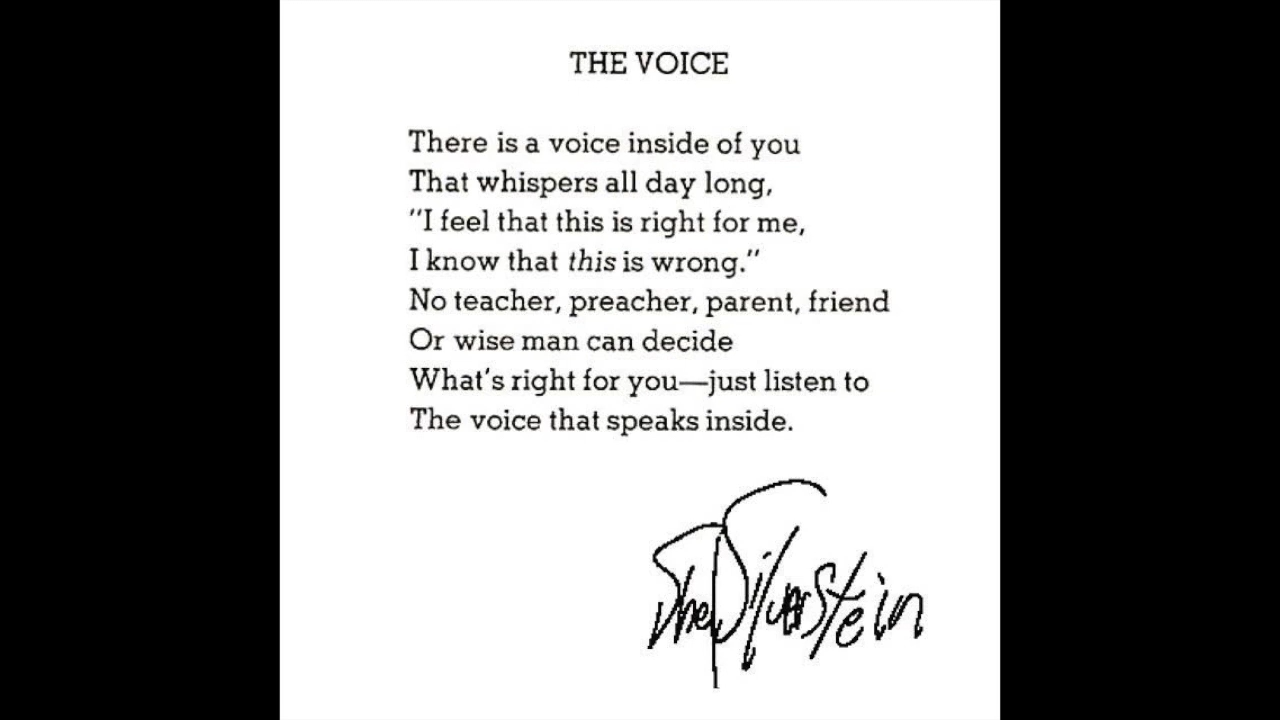 THE VOICE
There is a voice inside of you
That whispers all day long,
"I feel that this is right for me,
I know that this is wrong."
No teacher, preacher, parent, friend
Or wise man can decide
What's right for you—just listen to
The voice that speaks inside.
Shel Silverstein